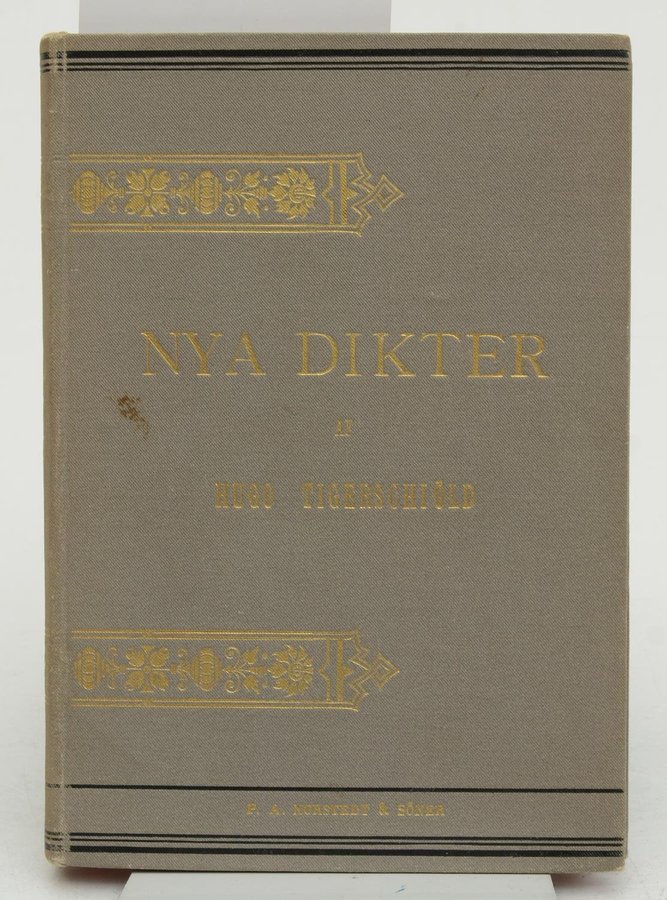 NYA DIKTER
AF
HUGO TIGERSCHIÖLD
P. A. NORSTEDT & SÖNER